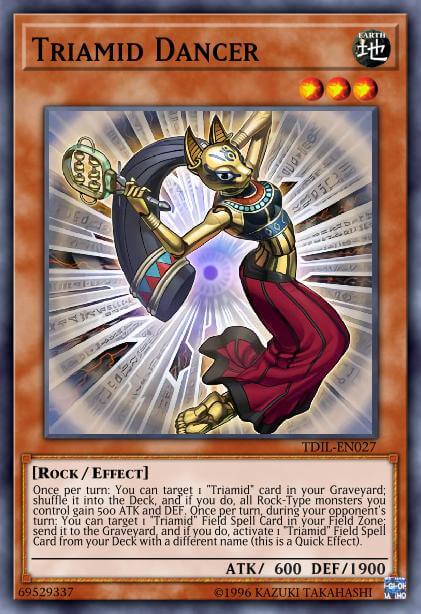 TRIAMID DANCER
EARTH
地
TDIL-EN027
[ROCK / EFFECT]
Once per turn: You can target 1 "Triamid" card in your Graveyard;
shuffle it into the Deck, and if you do, all Rock-Type monsters you
control gain 500 ATK and DEF. Once per turn, during your opponent's
turn: You can target 1 "Triamid" Field Spell Card in your Field Zone;
send it to the Graveyard, and if you do, activate 1 "Triamid" Field Spell
Card from your Deck with a different name (this is a Quick Effect).
ATK/ 600 DEF/1900
69529337
©1996 KAZUKI TAKAHASHI